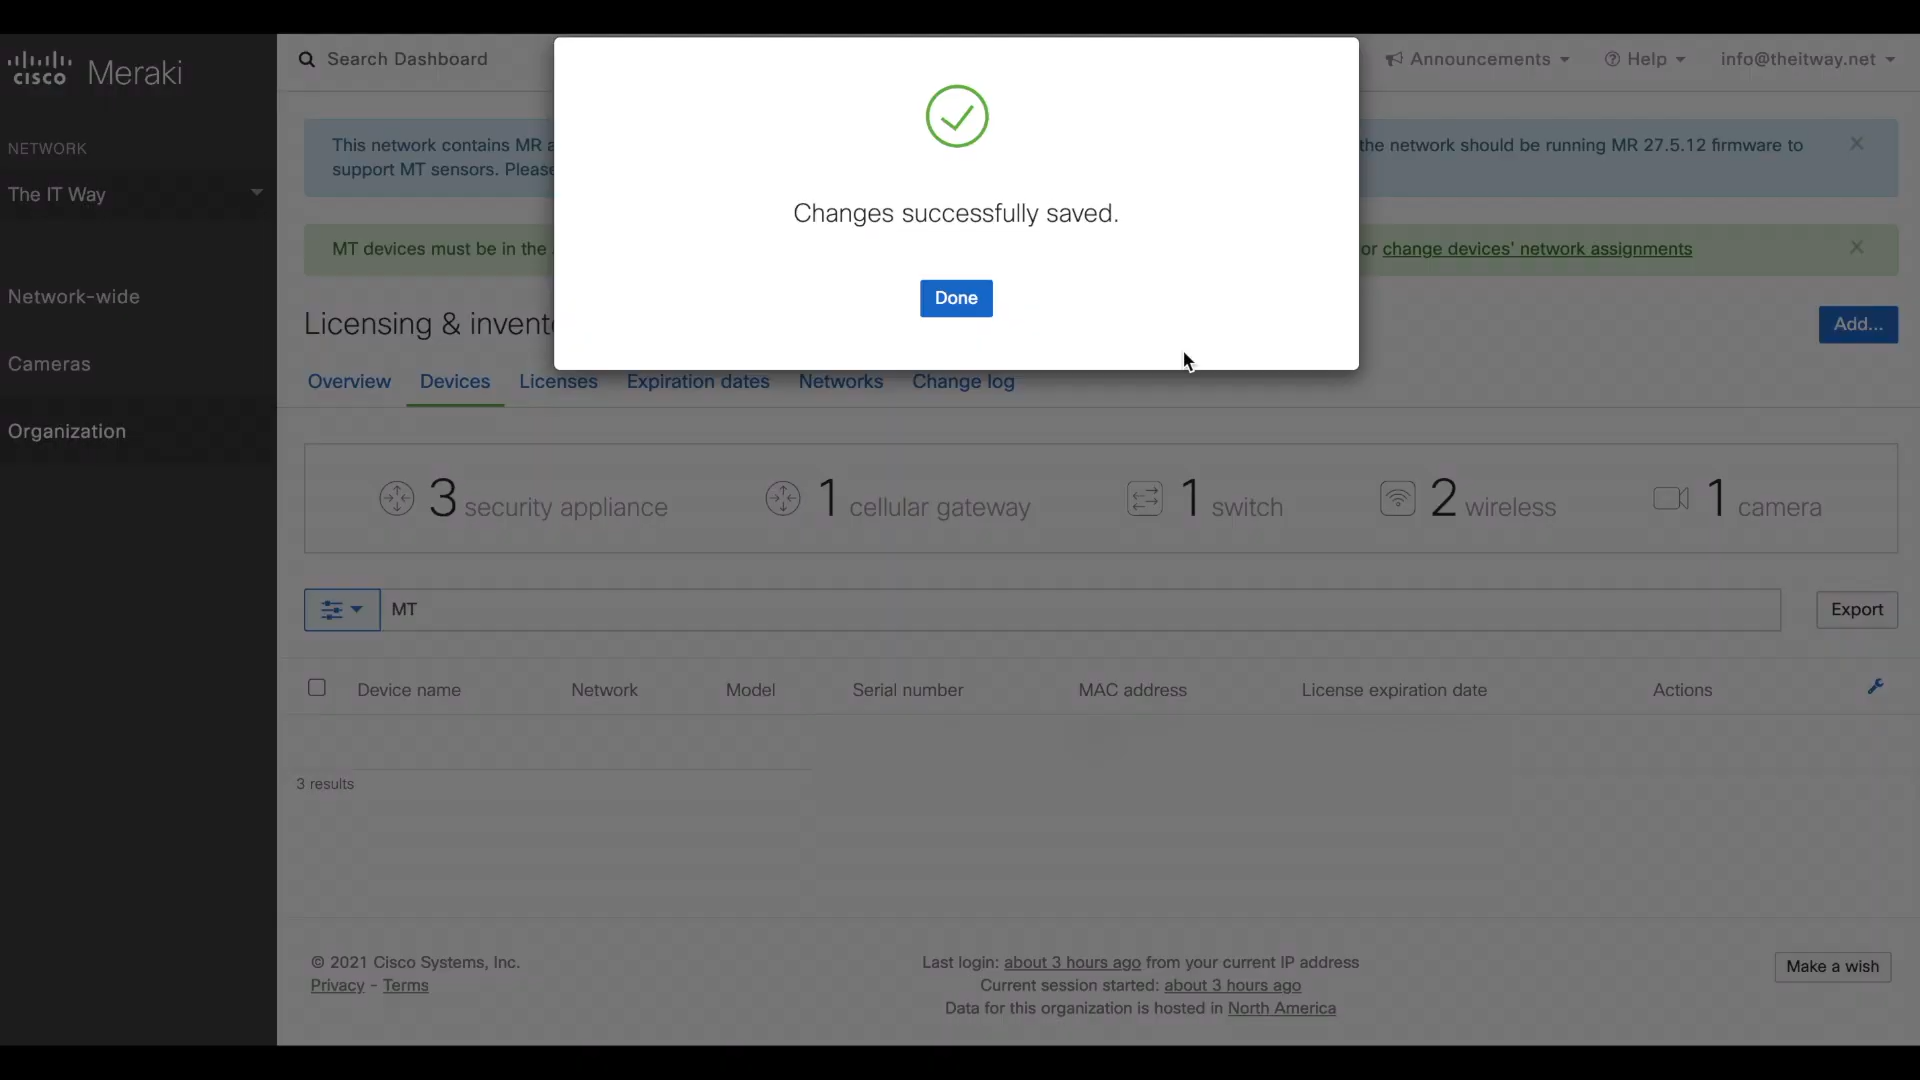 CISCO Meraki
Search Dashboard
Announcements
Help
info@theitway.net
NETWORK
The IT Way
Network-wide
Cameras
Organization
This network contains MR
the network should be running MR 27.5.12 firmware to
support MT sensors. Please
MT devices must be in the
or change devices' network assignments
Changes successfully saved.
Done
Licensing & invent
Add...
Overview
Devices
Licenses
Expiration dates
Networks
Change log
3 security appliance
1 cellular gateway
1 switch
2 wireless
1 camera
MT
Export
Device name
Network
Model
Serial number
MAC address
License expiration date
Actions
3 results
© 2021 Cisco Systems, Inc.
Privacy - Terms
Last login: about 3 hours ago from your current IP address
Current session started: about 3 hours ago
Data for this organization is hosted in North America
Make a wish